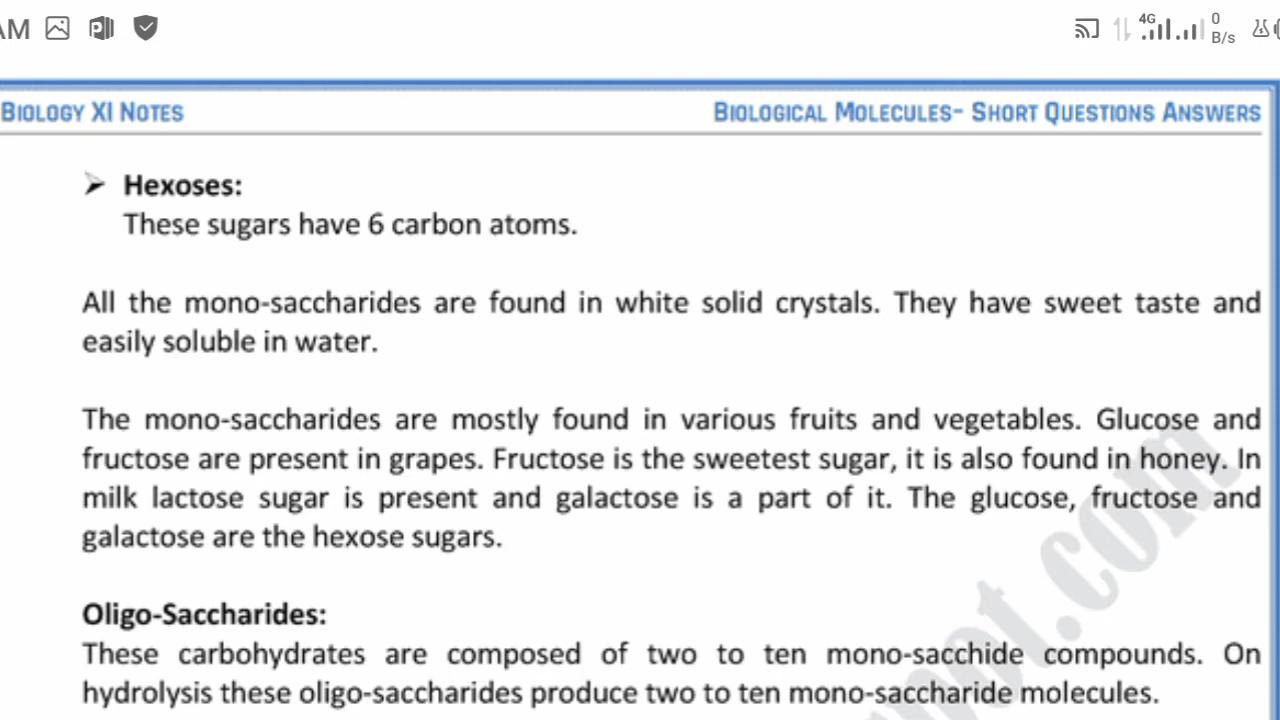 AM
4G
0
B/s
BIOLOGY XI NOTES
BIOLOGICAL MOLECULES- SHORT QUESTIONS ANSWERS
➢ Hexoses:
These sugars have 6 carbon atoms.
All the mono-saccharides are found in white solid crystals. They have sweet taste and
easily soluble in water.
The mono-saccharides are mostly found in various fruits and vegetables. Glucose and
fructose are present in grapes. Fructose is the sweetest sugar, it is also found in honey. In
milk lactose sugar is present and galactose is a part of it. The glucose, fructose and
galactose are the hexose sugars.
Oligo-Saccharides:
These carbohydrates are composed of two to ten mono-sacchide compounds. On
hydrolysis these oligo-saccharides produce two to ten mono-saccharide molecules.